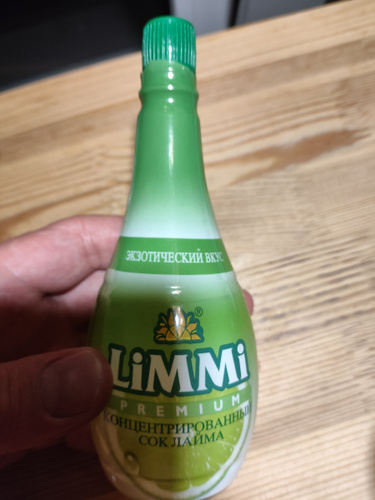 ЭКЗОТИЧЕСКИЙ ВКУС
®
LiMMi
PREMIUM
КОНЦЕНТРИРОВАННЫЙ
СОК ЛАЙМА